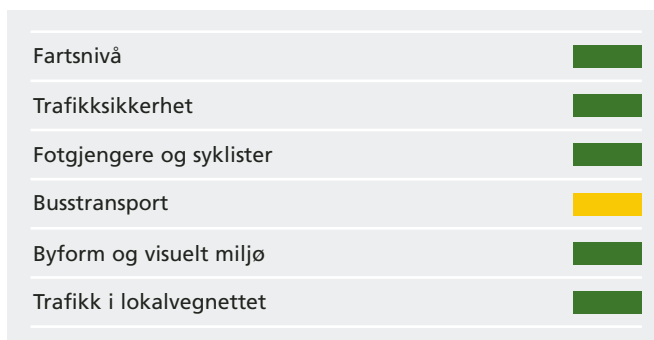 Fartsnivå
Trafikksikkerhet
Fotgjengere og syklister
Busstransport
Byform og visuelt miljø
Trafikk i lokalvegnettet